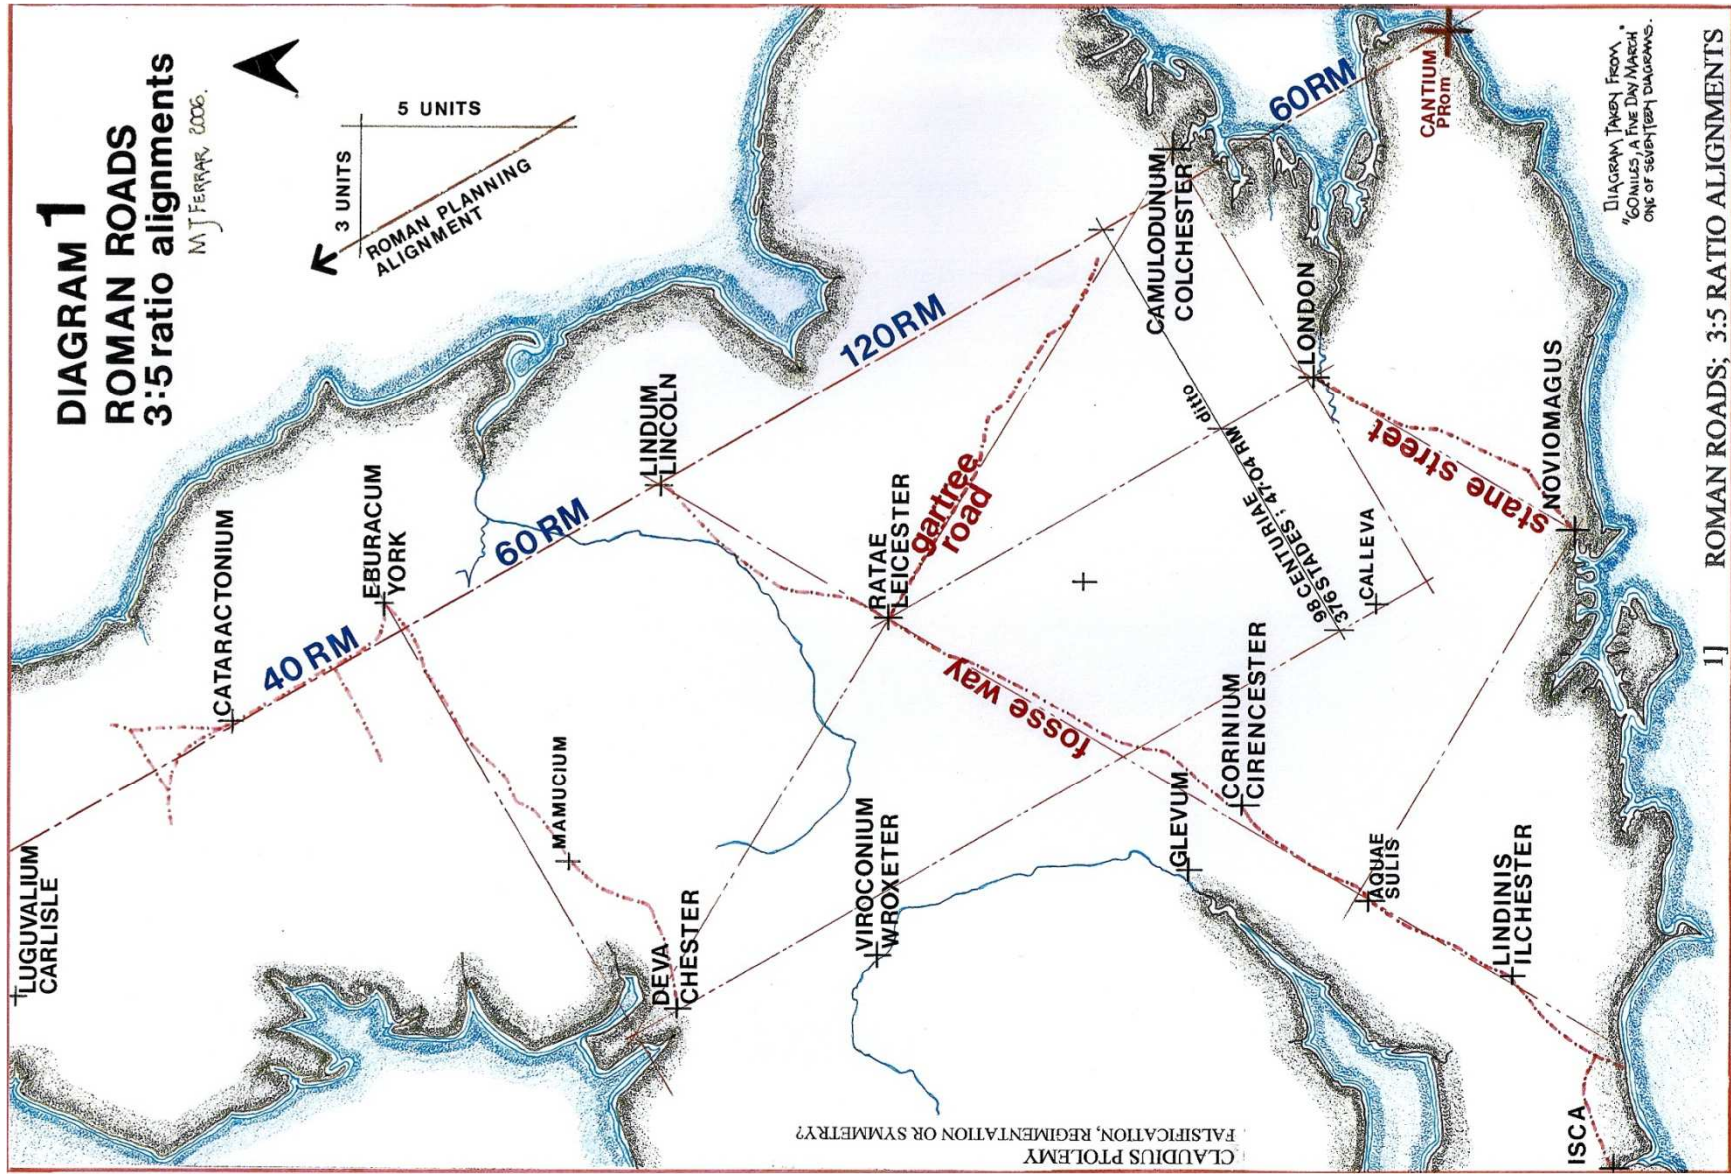 DIAGRAM 1
ROMAN ROADS
3:5 ratio alignments
M J FERRAR 2006.
3 UNITS
5 UNITS
ROMAN PLANNING
ALIGNMENT
LUGUVALIUM
CARLISLE
CATARACTONIUM
40 RM
EBURACUM
YORK
60 RM
LINDUM
LINCOLN
120 RM
MAMUCIUM
DEVA
CHESTER
RATAE
LEICESTER
gartree
road
VIROCONIUM
WROXETER
fosse way
CAMULODUNUM
COLCHESTER
60 RM
CANTIUM
PROM
LONDON
ditto
98 CENTURIAE ; 47·04 RM
376 STADES
CALLEVA
stane street
NOVIOMAGUS
GLEVUM
CORINIUM
CIRENCESTER
AQUAE
SULIS
LINDINIS
ILCHESTER
ISCA
DIAGRAM TAKEN FROM
"60 MILES, A FIVE DAY MARCH"
ONE OF SEVENTEEN DIAGRAMS.
CLAUDIUS PTOLEMY
FALSIFICATION, REGIMENTATION OR SYMMETRY?
1]
ROMAN ROADS: 3:5 RATIO ALIGNMENTS